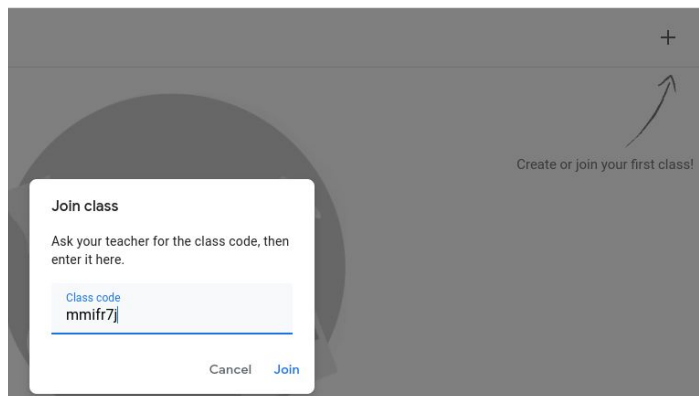 +
Create or join your first class!
Join class
Ask your teacher for the class code, then
enter it here.
Class code
mmifr7j
Cancel Join